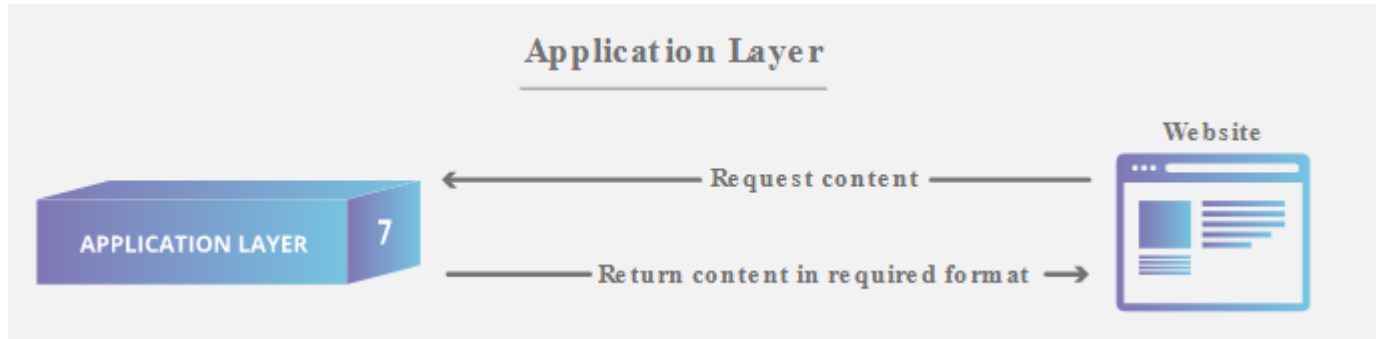 Application Layer
Website
Request content
APPLICATION LAYER
7
Return content in required format